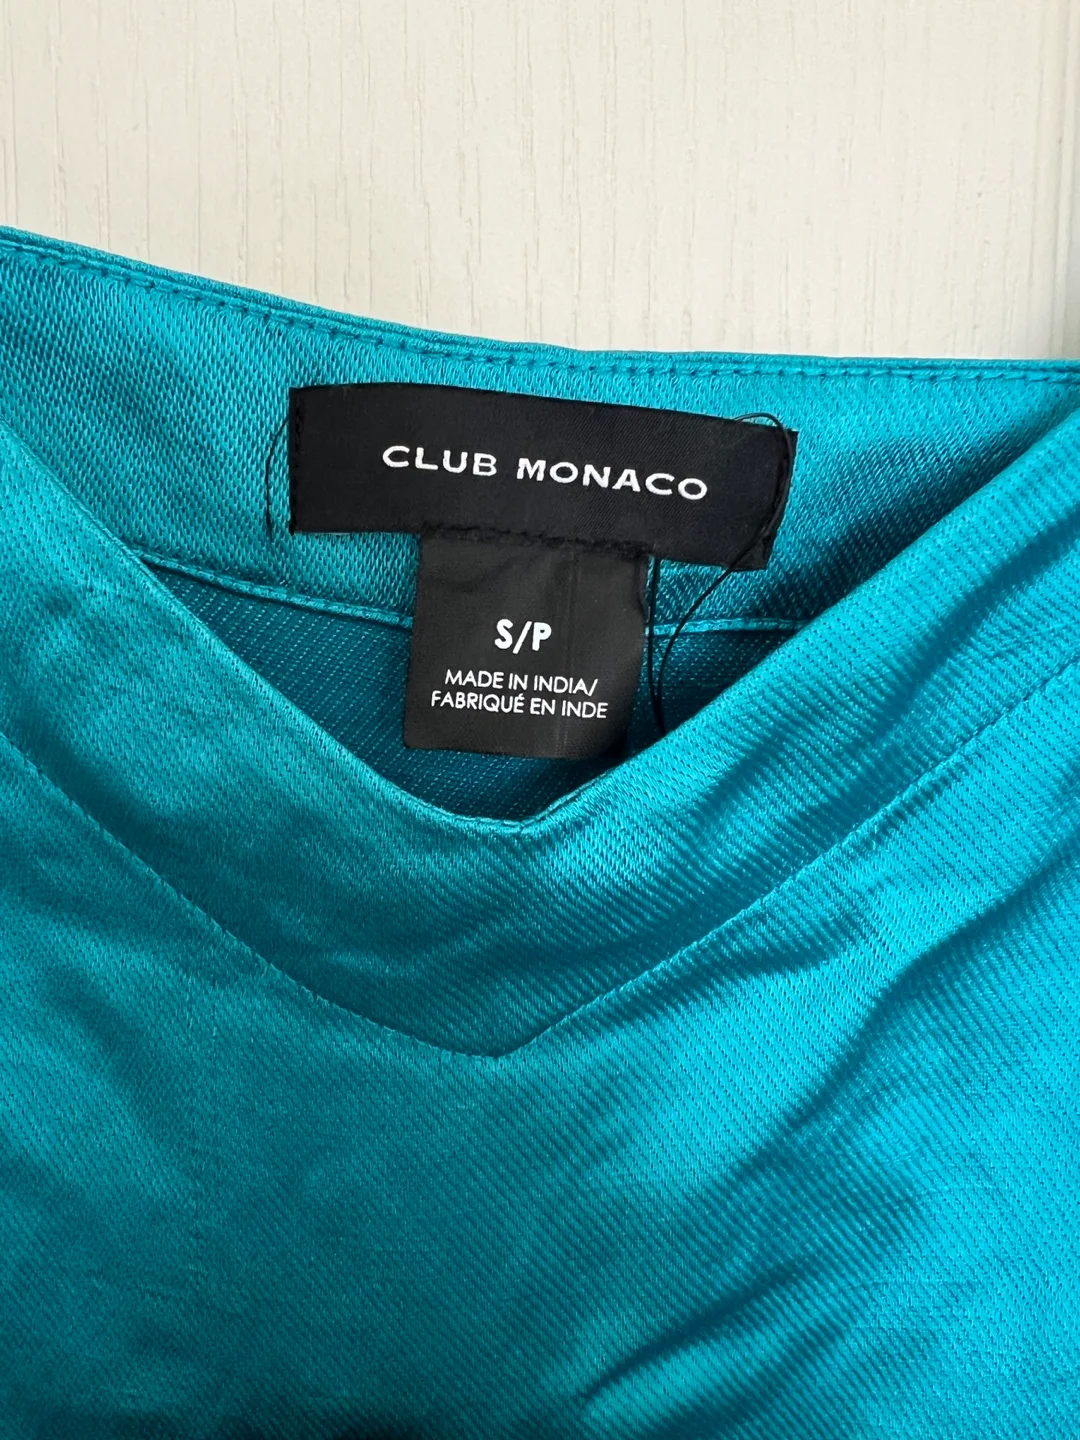 CLUB MONACO
S/P
MADE IN INDIA/
FABRIQUÉ EN INDE